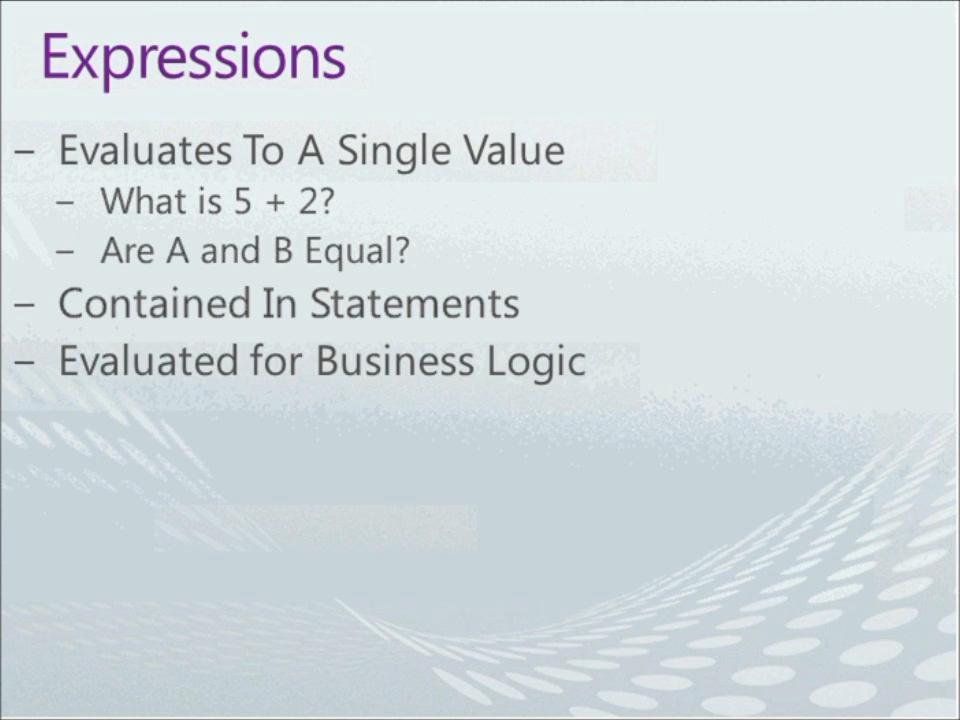 Expressions
– Evaluates To A Single Value
– What is 5 + 2?
– Are A and B Equal?
– Contained In Statements
– Evaluated for Business Logic